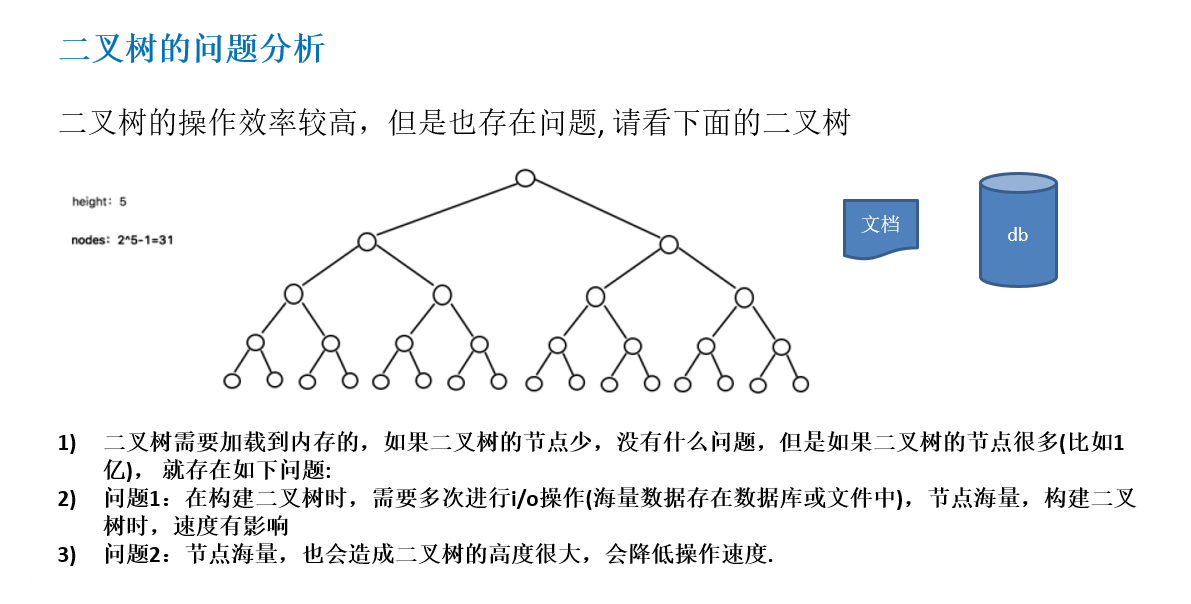 二叉树的问题分析
二叉树的操作效率较高，但是也存在问题, 请看下面的二叉树
height：5
nodes：2^5-1=31
文档
db
1) 二叉树需要加载到内存的，如果二叉树的节点少，没有什么问题，但是如果二叉树的节点很多(比如1
亿)， 就存在如下问题:
2) 问题1：在构建二叉树时，需要多次进行i/o操作(海量数据存在数据库或文件中)，节点海量，构建二叉
树时，速度有影响
3) 问题2：节点海量，也会造成二叉树的高度很大，会降低操作速度.